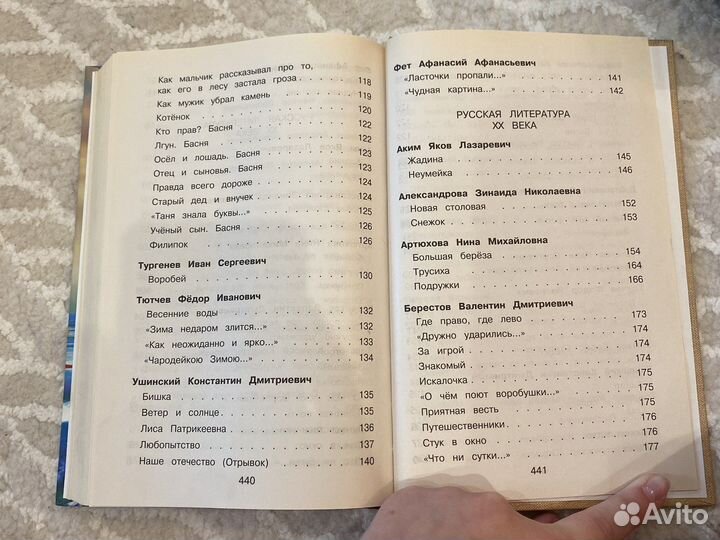 Как мальчик рассказывал про то,
как его в лесу застала гроза . . . . . . . . 118
Как мужик убрал камень . . . . . . . . . . 119
Котёнок . . . . . . . . . . . . . . . . . 120
Кто прав? Басня . . . . . . . . . . . . . . 122
Лгун. Басня . . . . . . . . . . . . . . . . 122
Осёл и лошадь. Басня . . . . . . . . . . . 123
Отец и сыновья. Басня . . . . . . . . . . 123
Правда всего дороже . . . . . . . . . . . 124
Старый дед и внучек . . . . . . . . . . . 124
«Таня знала буквы...» . . . . . . . . . . . 125
Учёный сын. Басня . . . . . . . . . . . . 126
Филипок . . . . . . . . . . . . . . . . . 126
Тургенев Иван Сергеевич
Воробей . . . . . . . . . . . . . . . . . 130
Тютчев Фёдор Иванович
Весенние воды . . . . . . . . . . . . . . 132
«Зима недаром злится...» . . . . . . . . . 132
«Как неожиданно и ярко...» . . . . . . . . 133
«Чародейкою Зимою...» . . . . . . . . . . 134
Ушинский Константин Дмитриевич
Бишка . . . . . . . . . . . . . . . . . . 135
Ветер и солнце . . . . . . . . . . . . . . 135
Лиса Патрикеевна . . . . . . . . . . . . . 136
Любопытство . . . . . . . . . . . . . . . 137
Наше отечество (Отрывок) . . . . . . . . . 140
440
Фет Афанасий Афанасьевич
«Ласточки пропали...» . . . . . . . . . . . 141
«Чудная картина...» . . . . . . . . . . . . 142
РУССКАЯ ЛИТЕРАТУРА
XX ВЕКА
Аким Яков Лазаревич
Жадина . . . . . . . . . . . . . . . . . . 145
Неумейка . . . . . . . . . . . . . . . . . 146
Александрова Зинаида Николаевна
Новая столовая . . . . . . . . . . . . . . 152
Снежок . . . . . . . . . . . . . . . . . . 153
Артюхова Нина Михайловна
Большая берёза . . . . . . . . . . . . . . 154
Трусиха . . . . . . . . . . . . . . . . . . 164
Подружки . . . . . . . . . . . . . . . . . 166
Берестов Валентин Дмитриевич
Где право, где лево . . . . . . . . . . . . 173
«Дружно ударились...» . . . . . . . . . . . 174
За игрой . . . . . . . . . . . . . . . . . 174
Знакомый . . . . . . . . . . . . . . . . . 174
Искалочка . . . . . . . . . . . . . . . . . 175
«О чём поют воробушки...» . . . . . . . . . 175
Приятная весть . . . . . . . . . . . . . . 175
Путешественники . . . . . . . . . . . . . . 176
Стук в окно . . . . . . . . . . . . . . . . 176
«Что ни сутки...» . . . . . . . . . . . . . 177
441
Avito